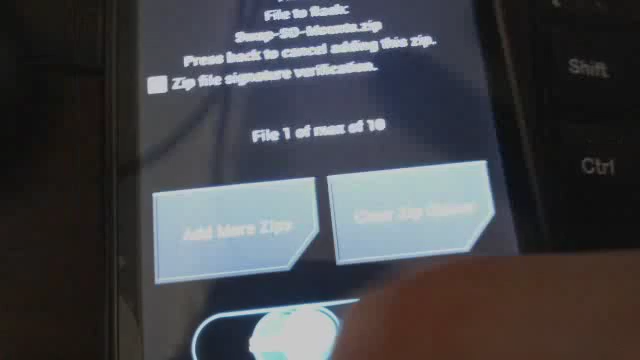 File to flash:
Swap-SD-Mounts.zip
Press back to cancel adding this zip.
Zip file signature verification.
File 1 of max of 10
Add More Zips
Clear Zip Queue
Shift
Ctrl